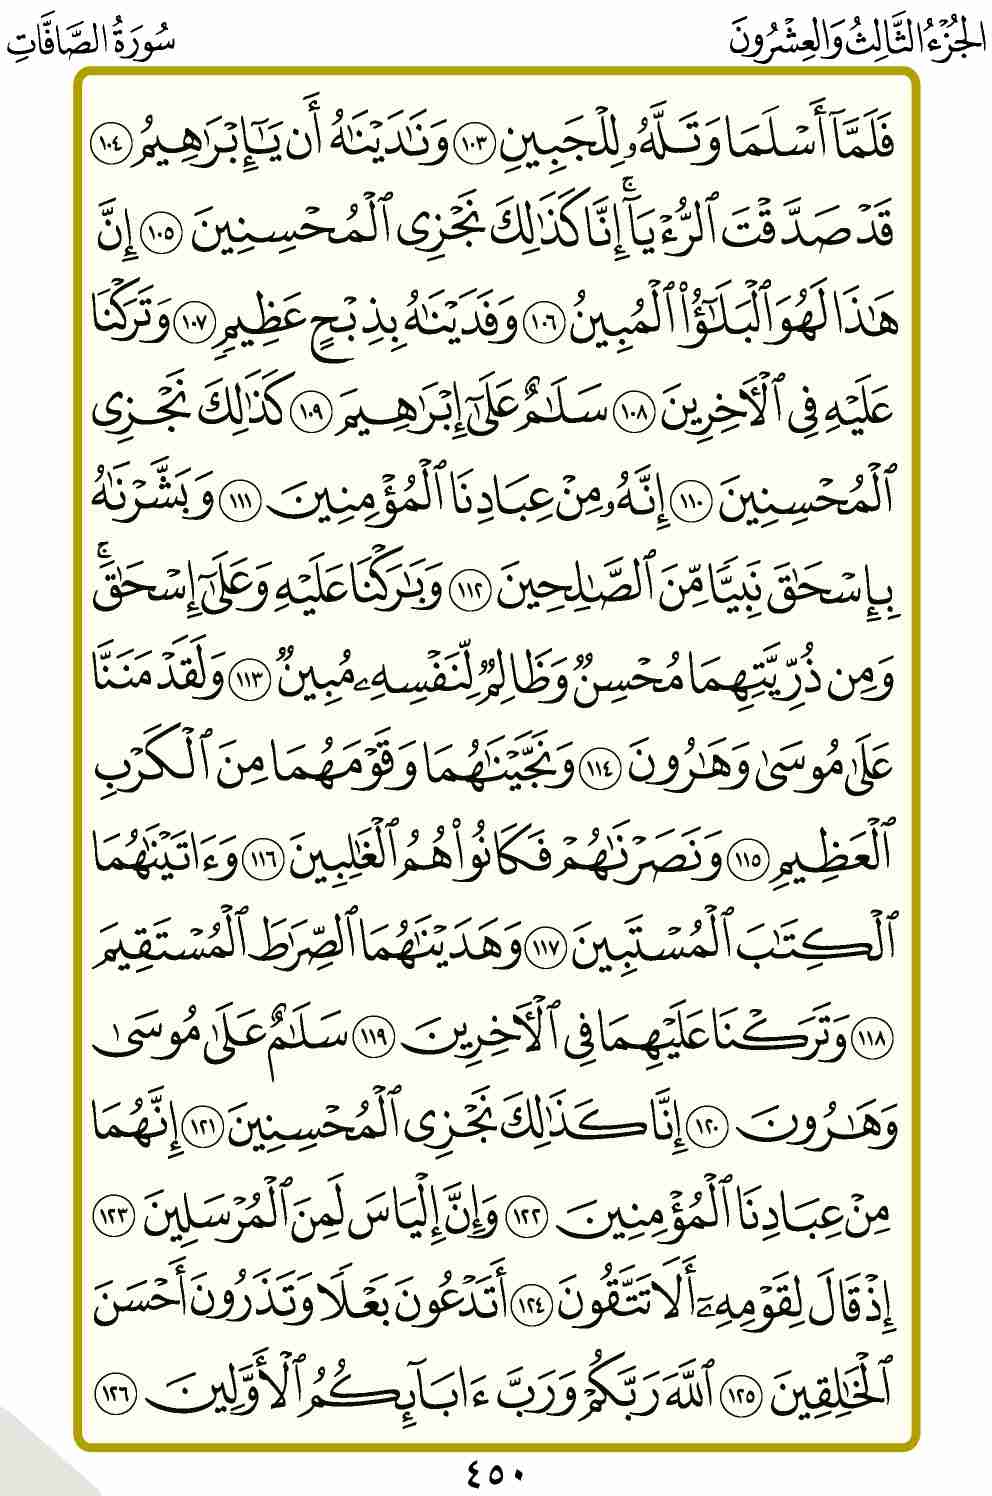 الجُزْءُ الثَّالِثُ وَالعِشْرُونَ
سُورَةُ الصَّافَّاتِ
فَلَمَّآ أَسْلَمَا وَتَلَّهُۥ لِلْجَبِينِ ١٠٣ وَنَٰدَيْنَٰهُ أَن يَٰٓإِبْرَٰهِيمُ ١٠٤
قَدْ صَدَّقْتَ ٱلرُّءْيَآ ۚ إِنَّا كَذَٰلِكَ نَجْزِى ٱلْمُحْسِنِينَ ١٠٥ إِنَّ
هَٰذَا لَهُوَ ٱلْبَلَٰٓؤُا۟ ٱلْمُبِينُ ١٠٦ وَفَدَيْنَٰهُ بِذِبْحٍ عَظِيمٍ ١٠٧ وَتَرَكْنَا
عَلَيْهِ فِى ٱلْأَخِرِينَ ١٠٨ سَلَٰمٌ عَلَىٰٓ إِبْرَٰهِيمَ ١٠٩ كَذَٰلِكَ نَجْزِى
ٱلْمُحْسِنِينَ ١١٠ إِنَّهُۥ مِنْ عِبَادِنَا ٱلْمُؤْمِنِينَ ١١١ وَبَشَّرْنَٰهُ
بِإِسْحَٰقَ نَبِيًّا مِّنَ ٱلصَّٰلِحِينَ ١١٢ وَبَٰرَكْنَا عَلَيْهِ وَعَلَىٰٓ إِسْحَٰقَ ۚ
وَمِن ذُرِّيَّتِهِمَا مُحْسِنٌ وَظَالِمٌ لِّنَفْسِهِۦ مُبِينٌ ١١٣ وَلَقَدْ مَنَنَّا
عَلَىٰ مُوسَىٰ وَهَٰرُونَ ١١٤ وَنَجَّيْنَٰهُمَا وَقَوْمَهُمَا مِنَ ٱلْكَرْبِ
ٱلْعَظِيمِ ١١٥ وَنَصَرْنَٰهُمْ فَكَانُوا۟ هُمُ ٱلْغَٰلِبِينَ ١١٦ وَءَاتَيْنَٰهُمَا
ٱلْكِتَٰبَ ٱلْمُسْتَبِينَ ١١٧ وَهَدَيْنَٰهُمَا ٱلصِّرَٰطَ ٱلْمُسْتَقِيمَ
١١٨ وَتَرَكْنَا عَلَيْهِمَا فِى ٱلْأَخِرِينَ ١١٩ سَلَٰمٌ عَلَىٰ مُوسَىٰ
وَهَٰرُونَ ١٢٠ إِنَّا كَذَٰلِكَ نَجْزِى ٱلْمُحْسِنِينَ ١٢١ إِنَّهُمَا
مِنْ عِبَادِنَا ٱلْمُؤْمِنِينَ ١٢٢ وَإِنَّ إِلْيَاسَ لَمِنَ ٱلْمُرْسَلِينَ ١٢٣
إِذْ قَالَ لِقَوْمِهِۦٓ أَلَا تَتَّقُونَ ١٢٤ أَتَدْعُونَ بَعْلًا وَتَذَرُونَ أَحْسَنَ
ٱلْخَٰلِقِينَ ١٢٥ ٱللَّهَ رَبَّكُمْ وَرَبَّ ءَابَآئِكُمُ ٱلْأَوَّلِينَ ١٢٦
٤٥٠